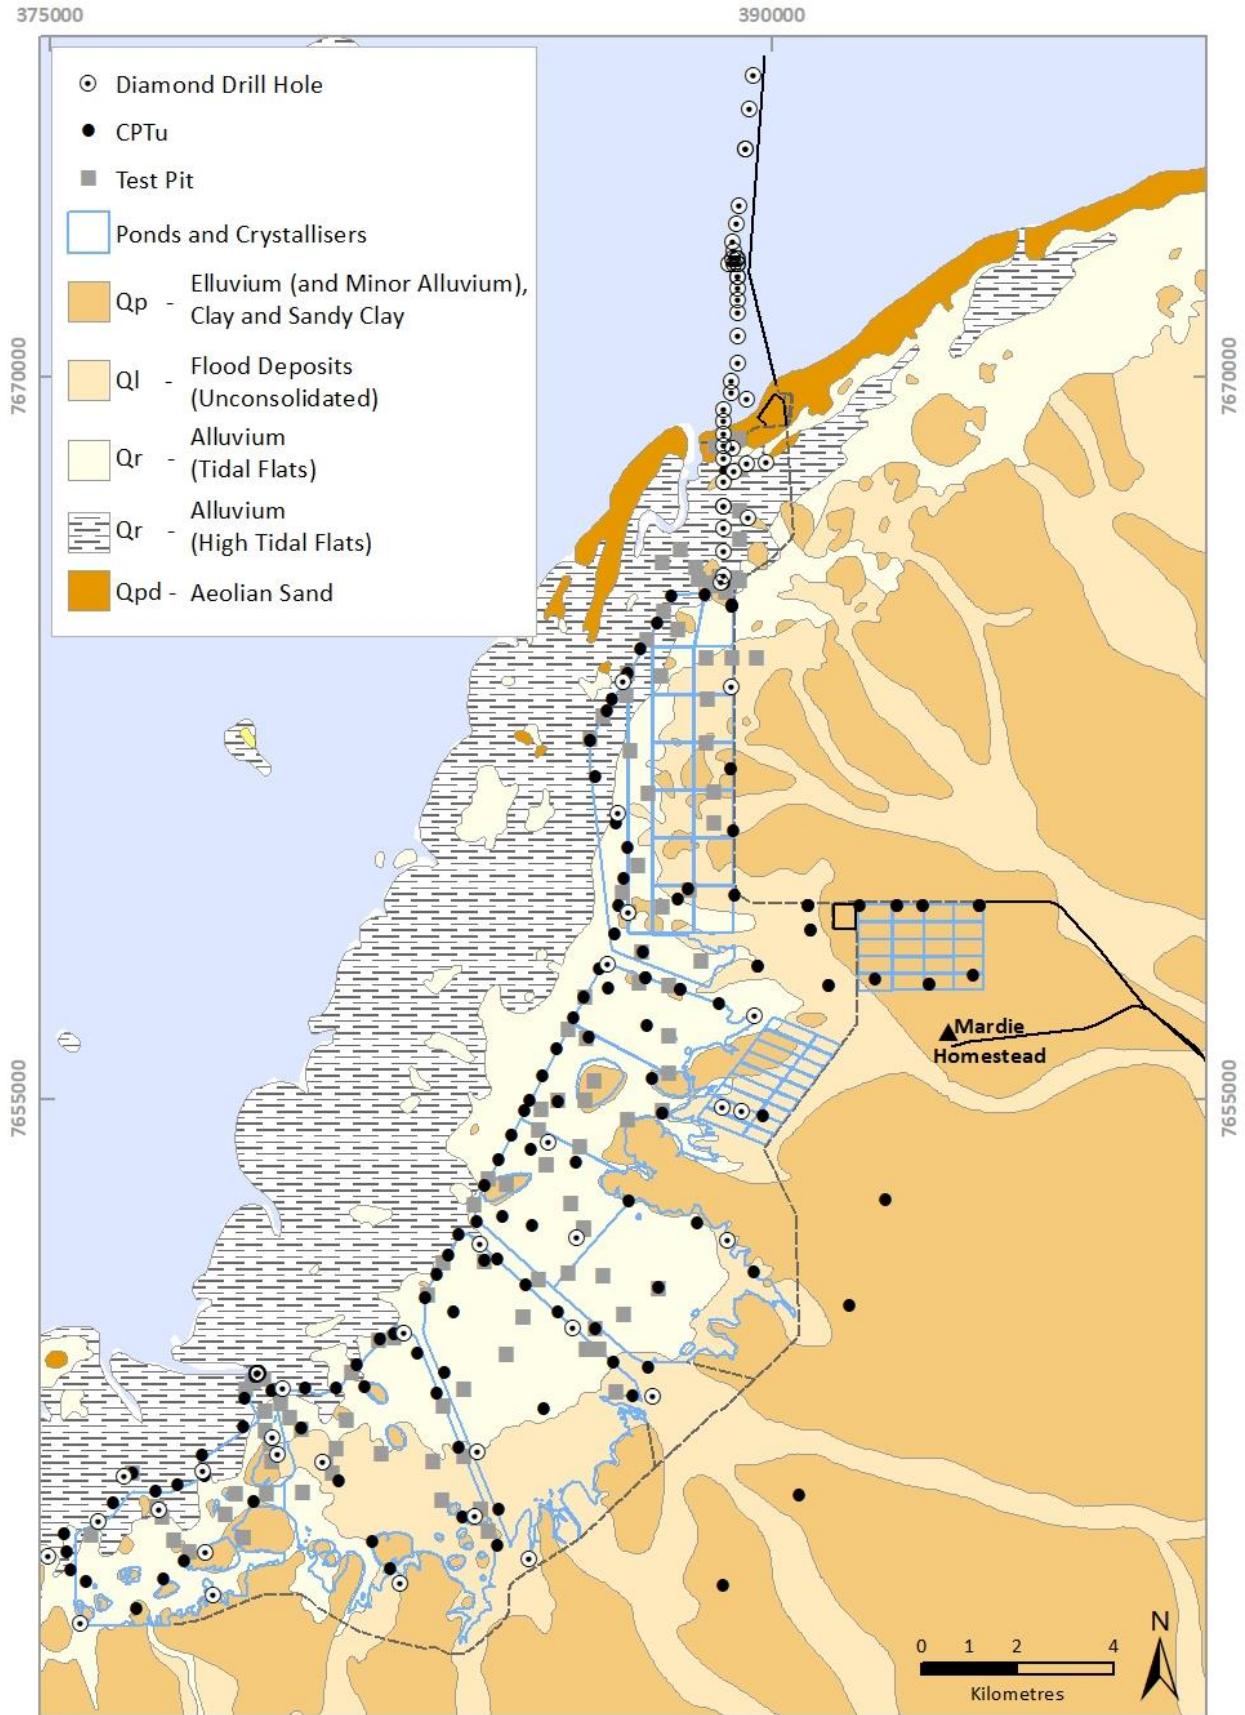 375000
390000
Diamond Drill Hole
CPTu
Test Pit
Ponds and Crystallisers
Qp - Elluvium (and Minor Alluvium),
Clay and Sandy Clay
Ql - Flood Deposits
(Unconsolidated)
Qr - Alluvium
(Tidal Flats)
Qr - Alluvium
(High Tidal Flats)
Qpd - Aeolian Sand
7670000
7670000
Mardie
Homestead
7655000
7655000
N
0 1 2 4
Kilometres